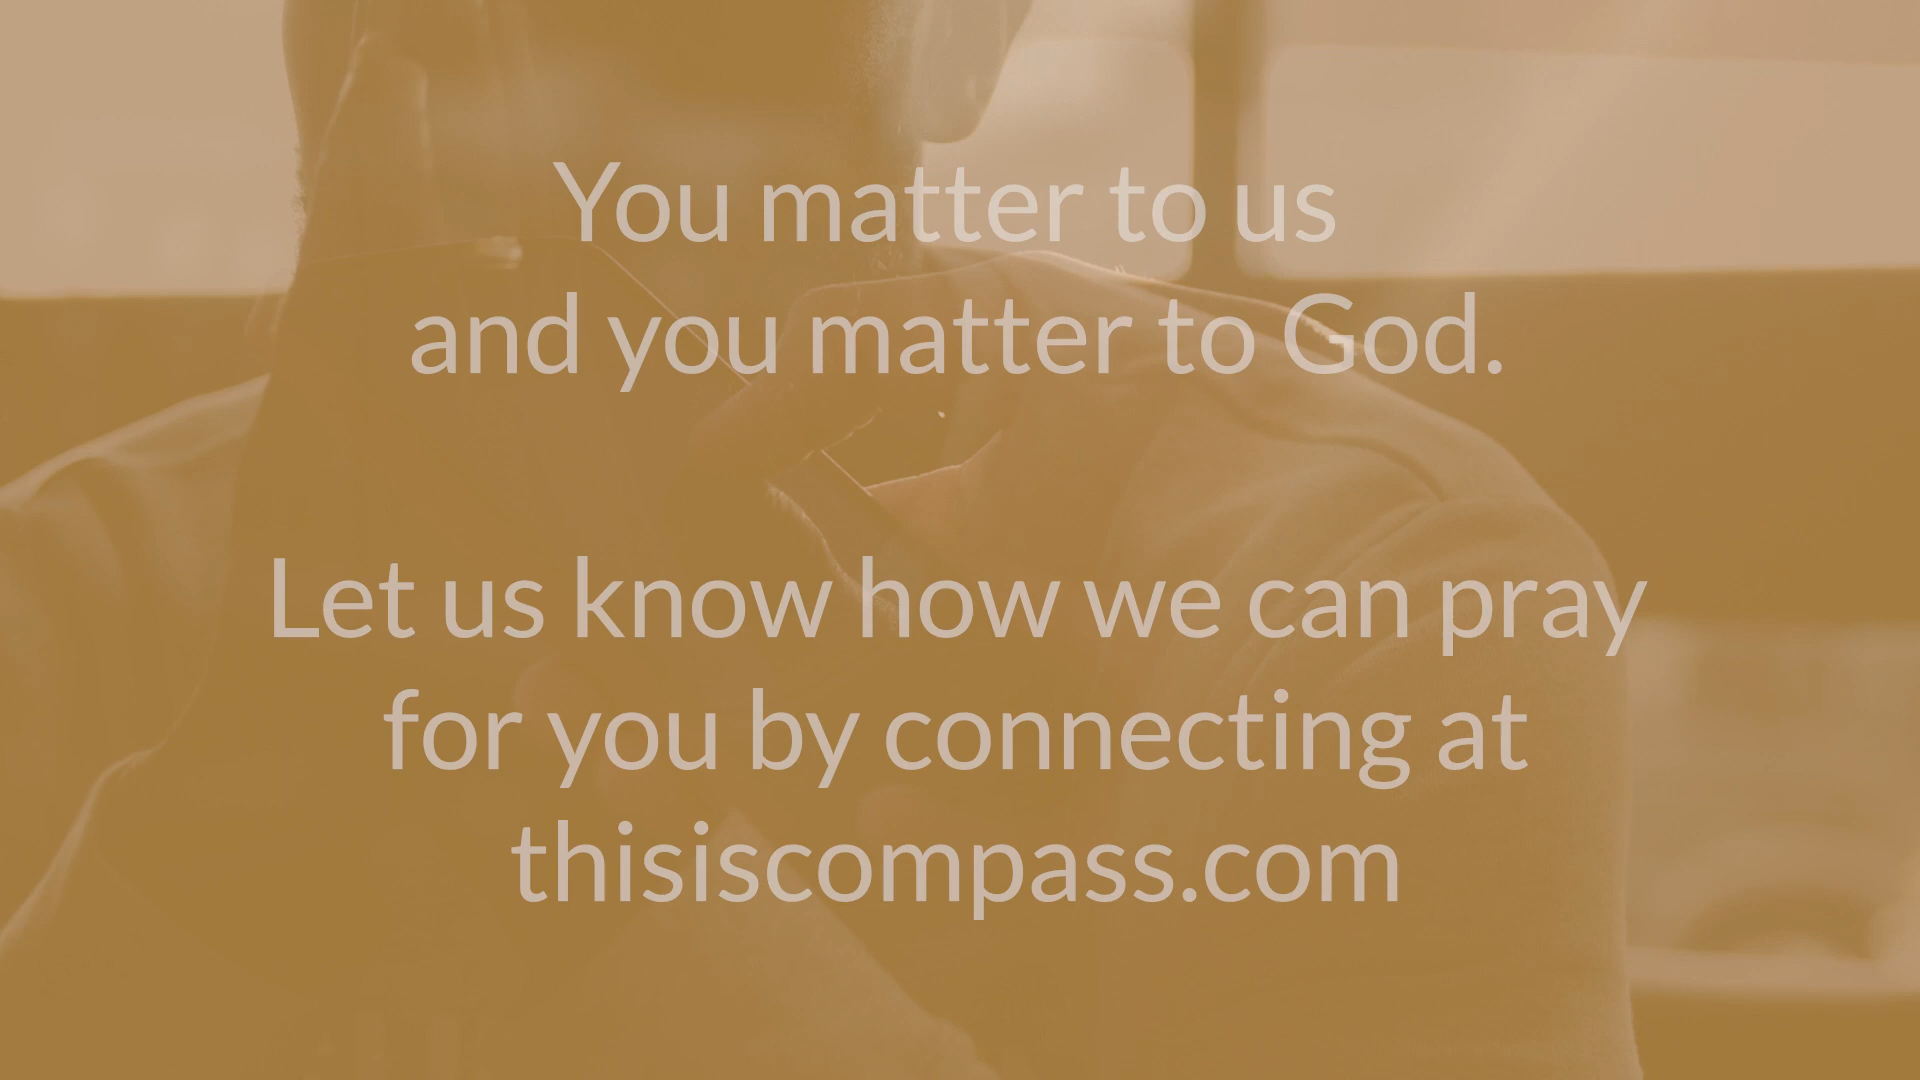 You matter to us
and you matter to God.
Let us know how we can pray
for you by connecting at
thisiscompass.com